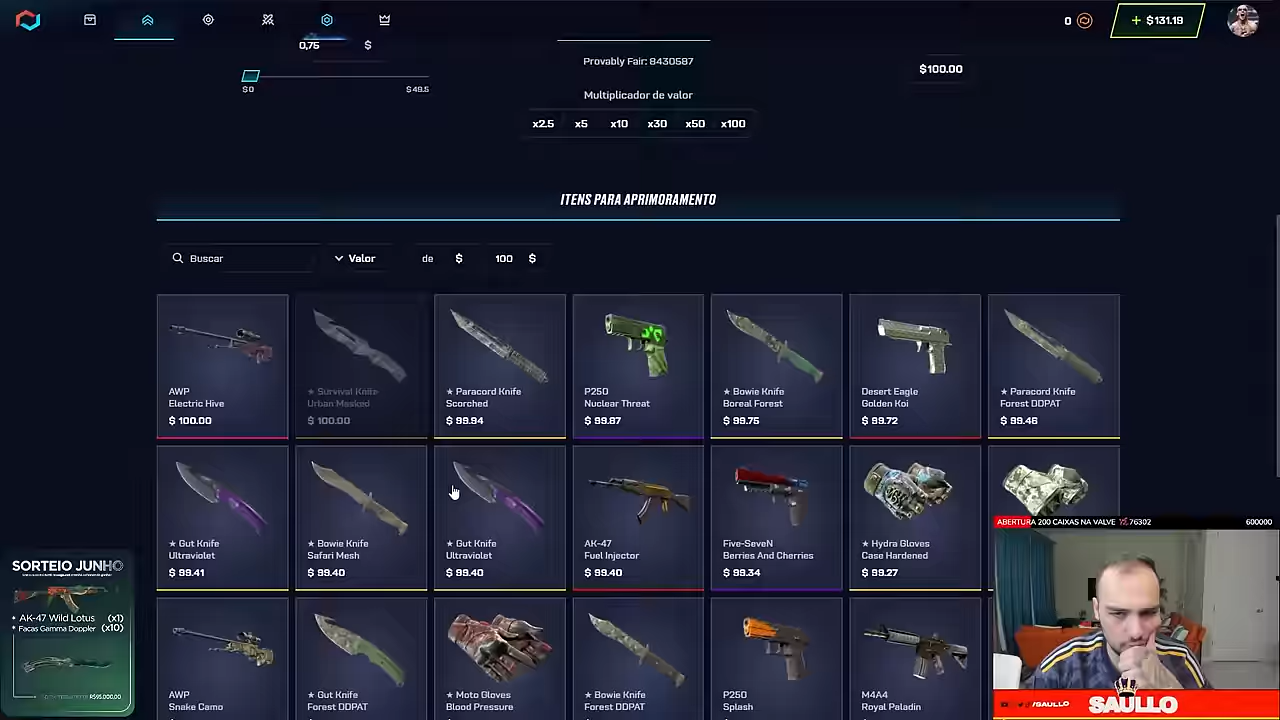 0
+ $131.19
0,75 $
$0
$49.5
Provably Fair: 8430587
Multiplicador de valor
x2.5 x5 x10 x30 x50 x100
$100.00
ITENS PARA APRIMORAMENTO
Buscar
Valor
de $
100 $
AWP
Electric Hive
$ 100.00
★ Survival Knife
Urban Masked
$ 100.00
★ Paracord Knife
Scorched
$ 99.94
P250
Nuclear Threat
$ 99.87
★ Bowie Knife
Boreal Forest
$ 99.75
Desert Eagle
Golden Koi
$ 99.72
★ Paracord Knife
Forest DDPAT
$ 99.46
★ Gut Knife
Ultraviolet
$ 99.41
★ Bowie Knife
Safari Mesh
$ 99.40
★ Gut Knife
Ultraviolet
$ 99.40
AK-47
Fuel Injector
$ 99.40
Five-SeveN
Berries And Cherries
$ 99.34
★ Hydra Gloves
Case Hardened
$ 99.27
AWP
Snake Camo
★ Gut Knife
Forest DDPAT
★ Moto Gloves
Blood Pressure
★ Bowie Knife
Forest DDPAT
P250
Splash
M4A4
Royal Paladin
SORTEIO JUNHO
• AK-47 Wild Lotus (x1)
• Facas Gamma Doppler (x10)
R$95.000,00
ABERTURA 200 CAIXAS NA VALVE 76302 600000
/SAULLO
SAULLO